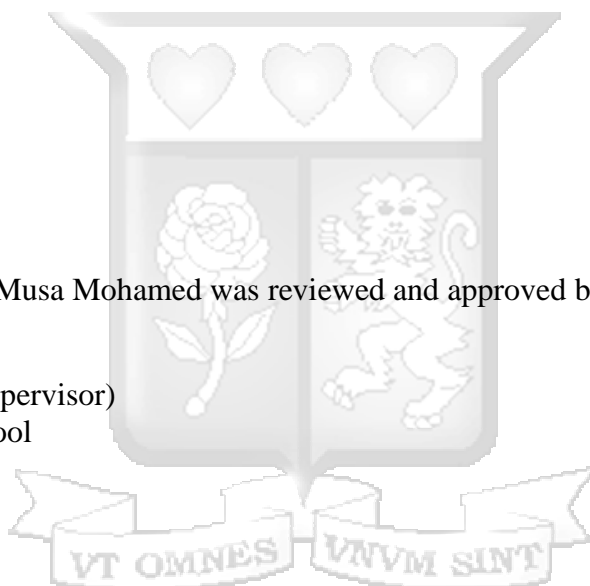 Musa Mohamed was reviewed and approved b
pervisor)
ool
VT OMNES VNVM SINT